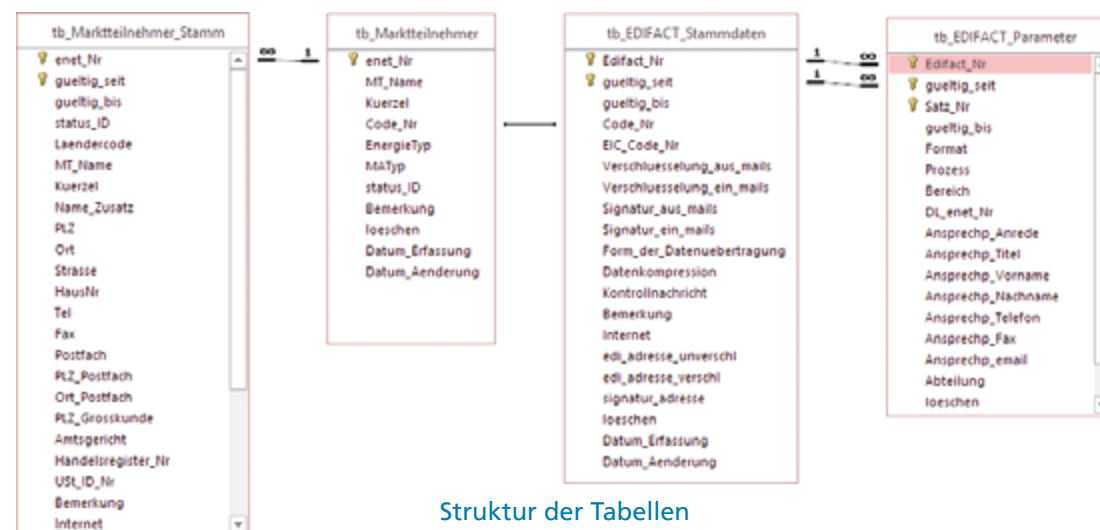 tb_Marktteilnehmer_Stamm
enet_Nr
gueltig_seit
gueltig_bis
status_ID
Laendercode
MT_Name
Kuerzel
Name_Zusatz
PLZ
Ort
Strasse
HausNr
Tel
Fax
Postfach
PLZ_Postfach
Ort_Postfach
PLZ_Grosskunde
Amtsgericht
Handelsregister_Nr
USt_ID_Nr
Bemerkung
Internet
∞ 1
tb_Marktteilnehmer
enet_Nr
MT_Name
Kuerzel
Code_Nr
EnergieTyp
MATyp
status_ID
Bemerkung
loeschen
Datum_Erfassung
Datum_Aenderung
tb_EDIFACT_Stammdaten
Edifact_Nr
gueltig_seit
gueltig_bis
Code_Nr
EIC_Code_Nr
Verschluesselung_aus_mails
Verschluesselung_ein_mails
Signatur_aus_mails
Signatur_ein_mails
Form_der_Datenuebertragung
Datenkompression
Kontrollnachricht
Bemerkung
Internet
edi_adresse_unverschl
edi_adresse_verschl
signatur_adresse
loeschen
Datum_Erfassung
Datum_Aenderung
1 ∞
1 ∞
tb_EDIFACT_Parameter
Edifact_Nr
gueltig_seit
Satz_Nr
gueltig_bis
Format
Prozess
Bereich
DL_enet_Nr
Ansprechp_Anrede
Ansprechp_Titel
Ansprechp_Vorname
Ansprechp_Nachname
Ansprechp_Telefon
Ansprechp_Fax
Ansprechp_email
Abteilung
loeschen
Struktur der Tabellen